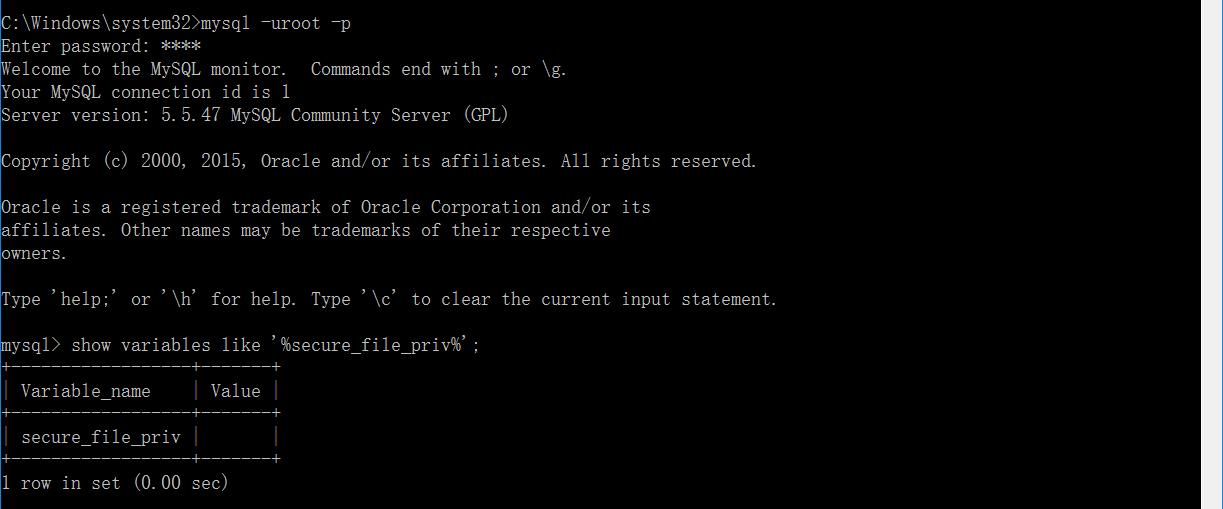 C:\Windows\system32>mysql -uroot -p
Enter password: ****
Welcome to the MySQL monitor.  Commands end with ; or \g.
Your MySQL connection id is 1
Server version: 5.5.47 MySQL Community Server (GPL)
Copyright (c) 2000, 2015, Oracle and/or its affiliates. All rights reserved.
Oracle is a registered trademark of Oracle Corporation and/or its
affiliates. Other names may be trademarks of their respective
owners.
Type 'help;' or '\h' for help. Type '\c' to clear the current input statement.
mysql> show variables like '%secure_file_priv%';
+------------------+-------+
| Variable_name    | Value |
+------------------+-------+
| secure_file_priv |       |
+------------------+-------+
1 row in set (0.00 sec)